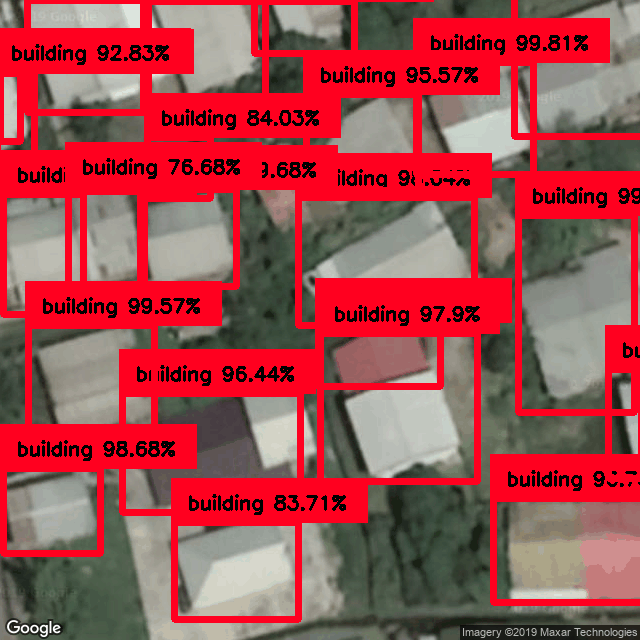 building 92.83%
building 99.81%
building 95.57%
building 84.03%
building 76.68%
building 99.57%
building 97.9%
building 96.44%
building 98.68%
building 83.71%
building
Google
Imagery ©2019 Maxar Technologies